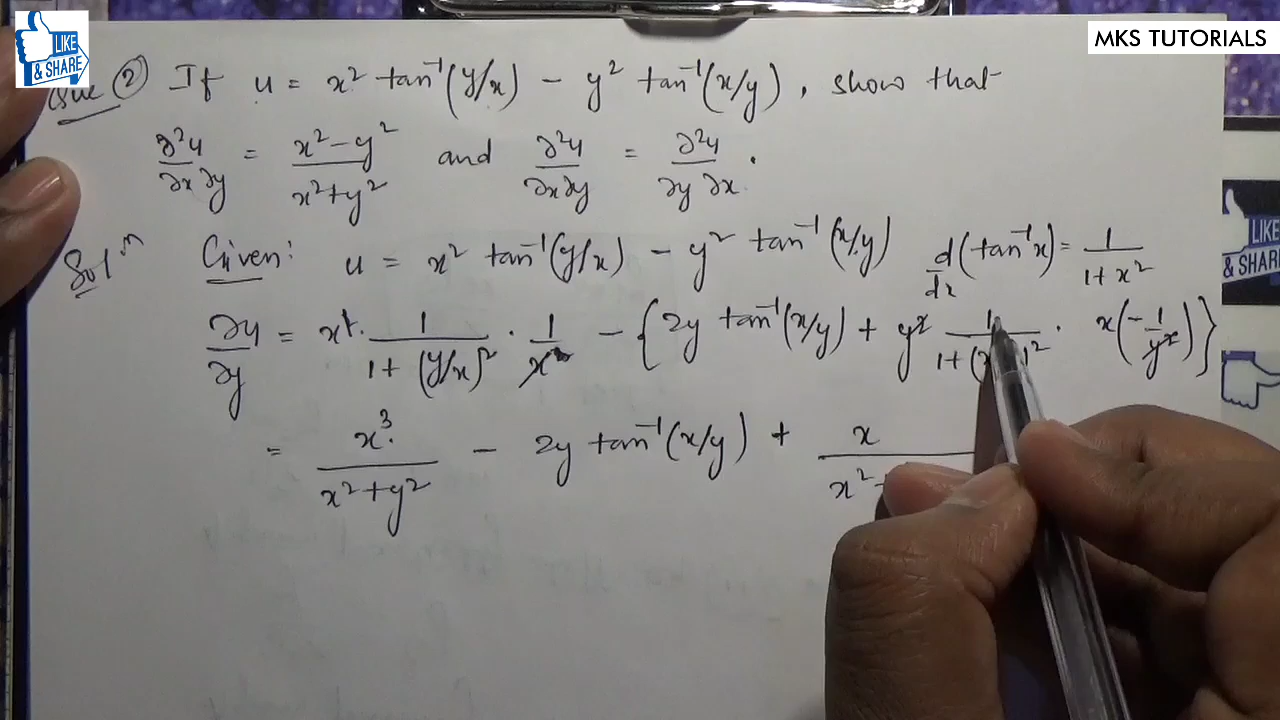 LIKE & SHARE
MKS TUTORIALS
Que ② If u = x² tan⁻¹(y/x) − y² tan⁻¹(x/y), show that
∂²u/∂x∂y = (x²−y²)/(x²+y²) and ∂²u/∂x∂y = ∂²u/∂y∂x.
Solⁿ Given: u = x² tan⁻¹(y/x) − y² tan⁻¹(x/y) d/dx (tan⁻¹x) = 1/(1+x²)
∂u/∂y = x² · 1/(1+(y/x)²) · 1/x − {2y tan⁻¹(x/y) + y² 1/(1+(x )² · x(−1/y²)}
= x³/(x²+y²) − 2y tan⁻¹(x/y) + x/(x²+
LIKE
& SHARE